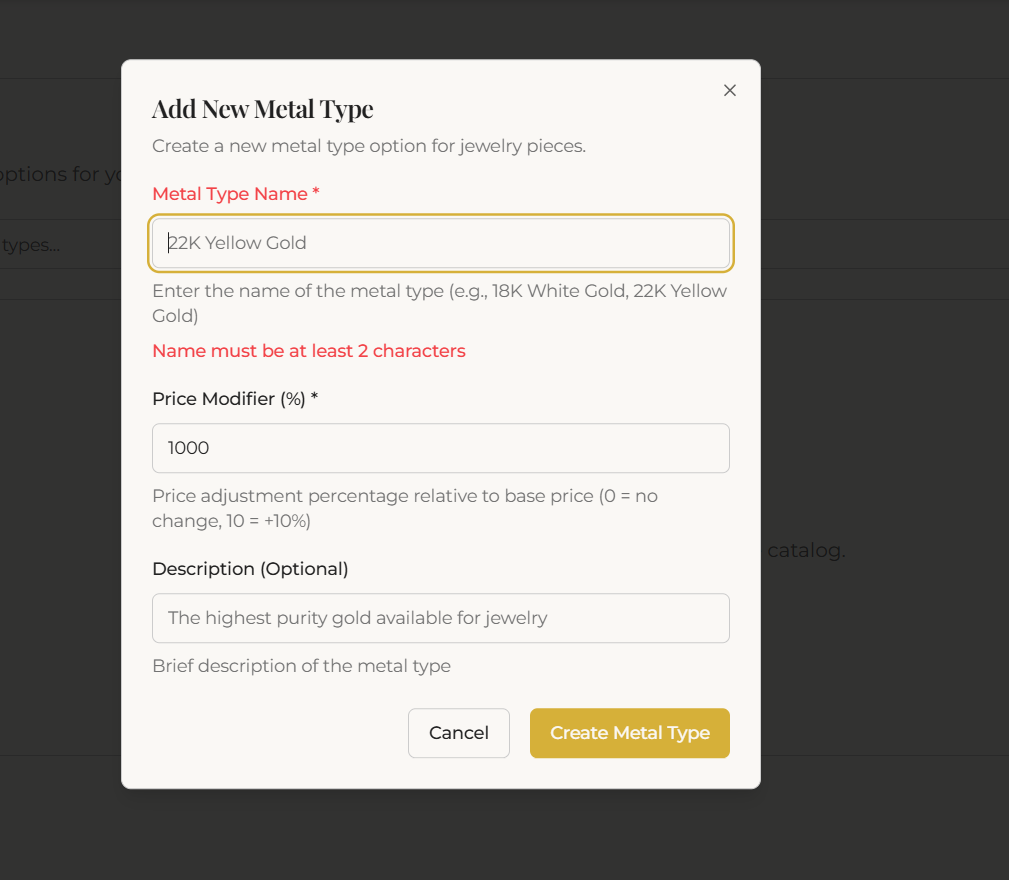 Add New Metal Type
Create a new metal type option for jewelry pieces.
options for yo
Metal Type Name *
types...
22K Yellow Gold
Enter the name of the metal type (e.g., 18K White Gold, 22K Yellow
Gold)
Name must be at least 2 characters
Price Modifier (%) *
1000
Price adjustment percentage relative to base price (0 = no
change, 10 = +10%)
catalog.
Description (Optional)
The highest purity gold available for jewelry
Brief description of the metal type
Cancel
Create Metal Type